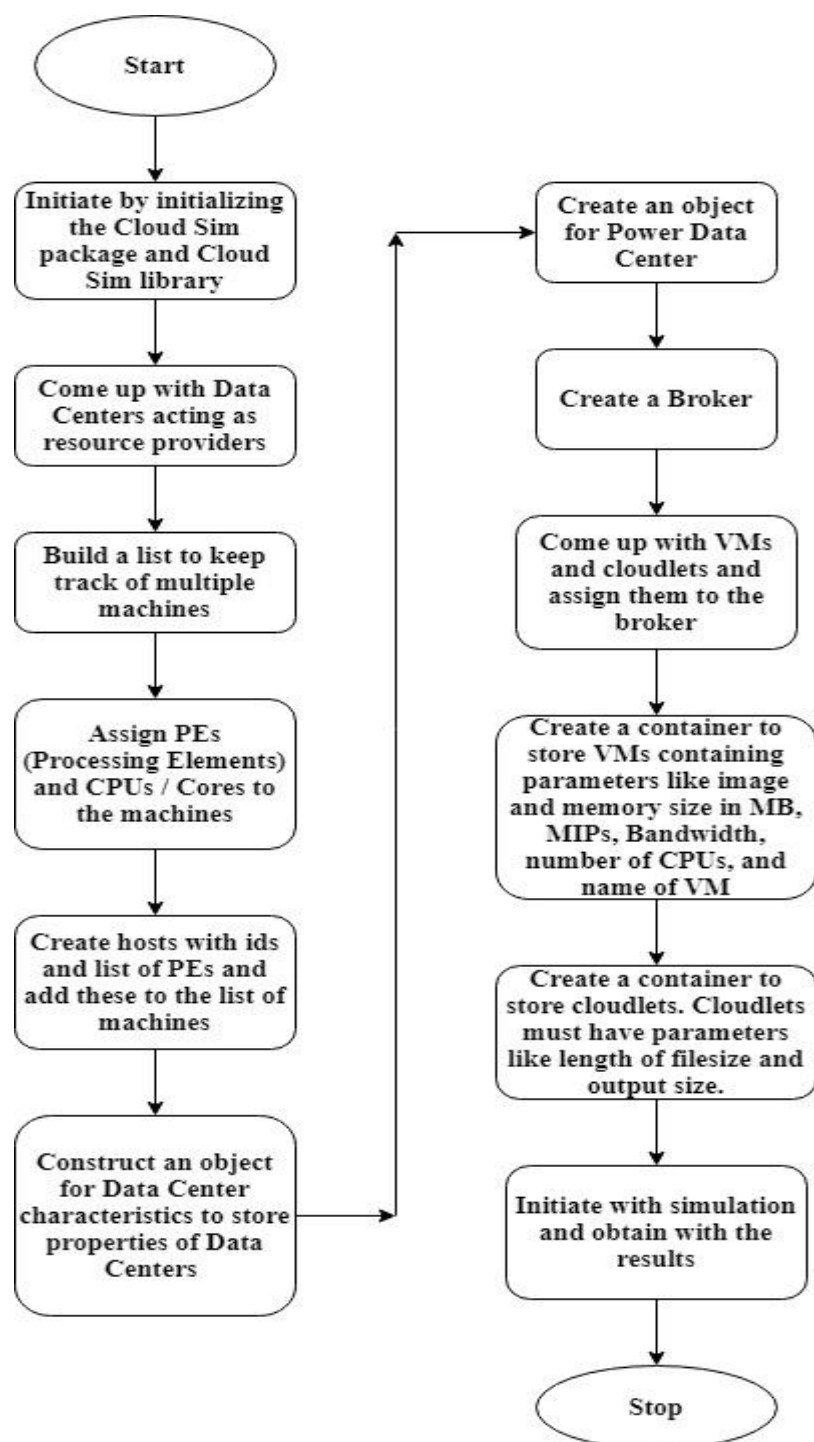 Start
Initiate by initializing
the Cloud Sim
package and Cloud
Sim library
Come up with Data
Centers acting as
resource providers
Build a list to keep
track of multiple
machines
Assign PEs
(Processing Elements)
and CPUs / Cores to
the machines
Create hosts with ids
and list of PEs and
add these to the list of
machines
Construct an object
for Data Center
characteristics to store
properties of Data
Centers
Create an object
for Power Data
Center
Create a Broker
Come up with VMs
and cloudlets and
assign them to the
broker
Create a container to
store VMs containing
parameters like image
and memory size in MB,
MIPs, Bandwidth,
number of CPUs, and
name of VM
Create a container to
store cloudlets. Cloudlets
must have parameters
like length of filesize and
output size.
Initiate with simulation
and obtain with the
results
Stop